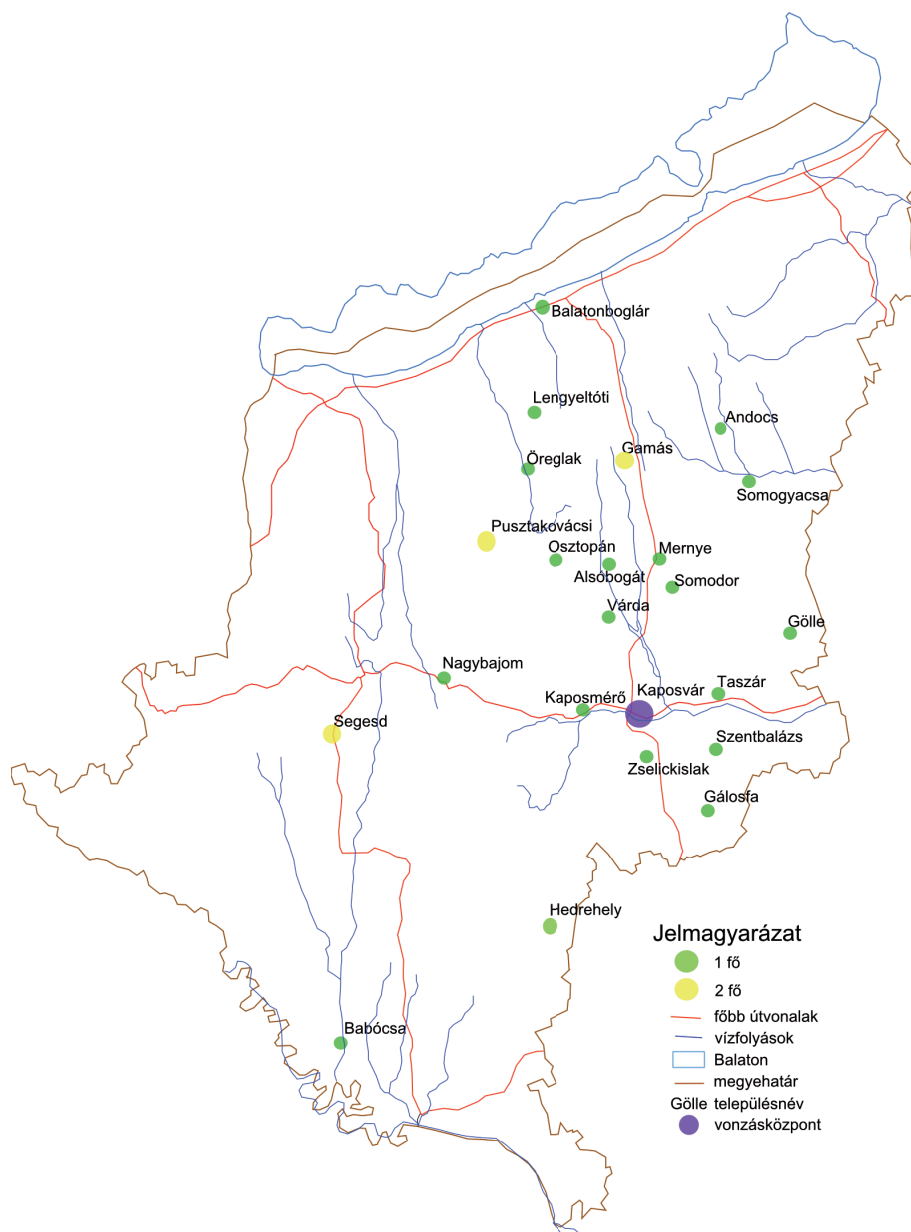 Balatonboglár
Lengyeltóti
Andocs
Gamás
Öreglak
Somogyacsa
Pusztakovácsi
Osztopán
Mernye
Alsóbogát
Somodor
Várda
Gölle
Nagybajom
Taszár
Kaposvár
Kaposmérő
Segesd
Szentbalázs
Zselickislak
Gálosfa
Hedrehely
Babócsa
Jelmagyarázat
1 fő
2 fő
főbb útvonalak
vízfolyások
Balaton
megyehatár
Gölle településnév
vonzásközpont